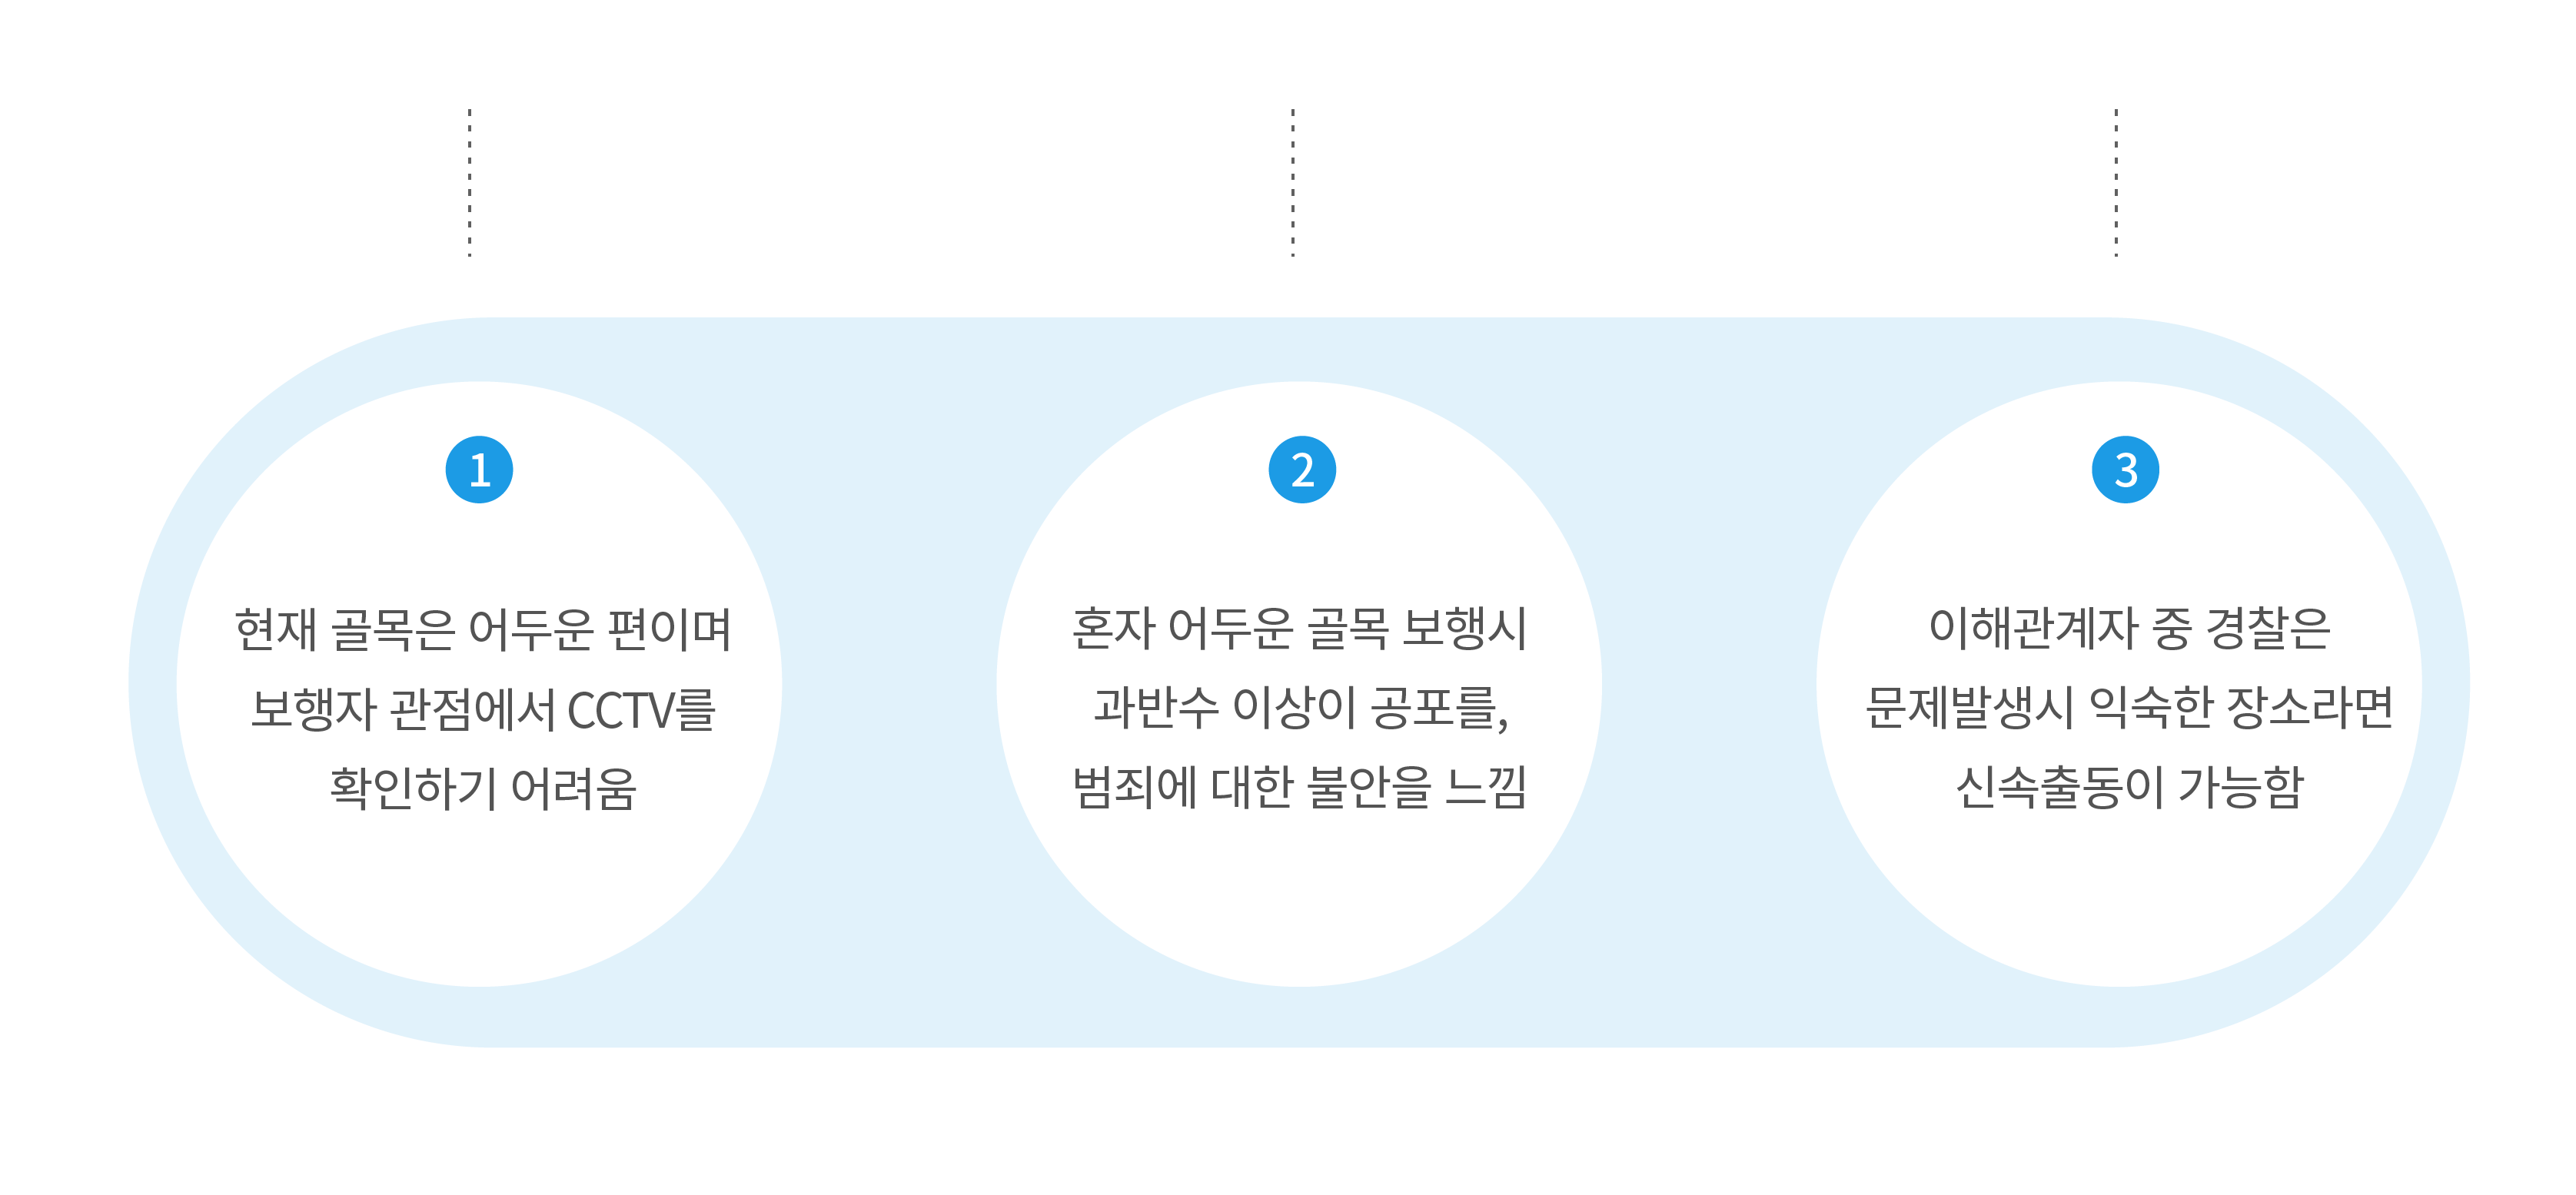 1
현재 골목은 어두운 편이며
보행자 관점에서 CCTV를
확인하기 어려움
2
혼자 어두운 골목 보행시
과반수 이상이 공포를,
범죄에 대한 불안을 느낌
3
이해관계자 중 경찰은
문제발생시 익숙한 장소라면
신속출동이 가능함